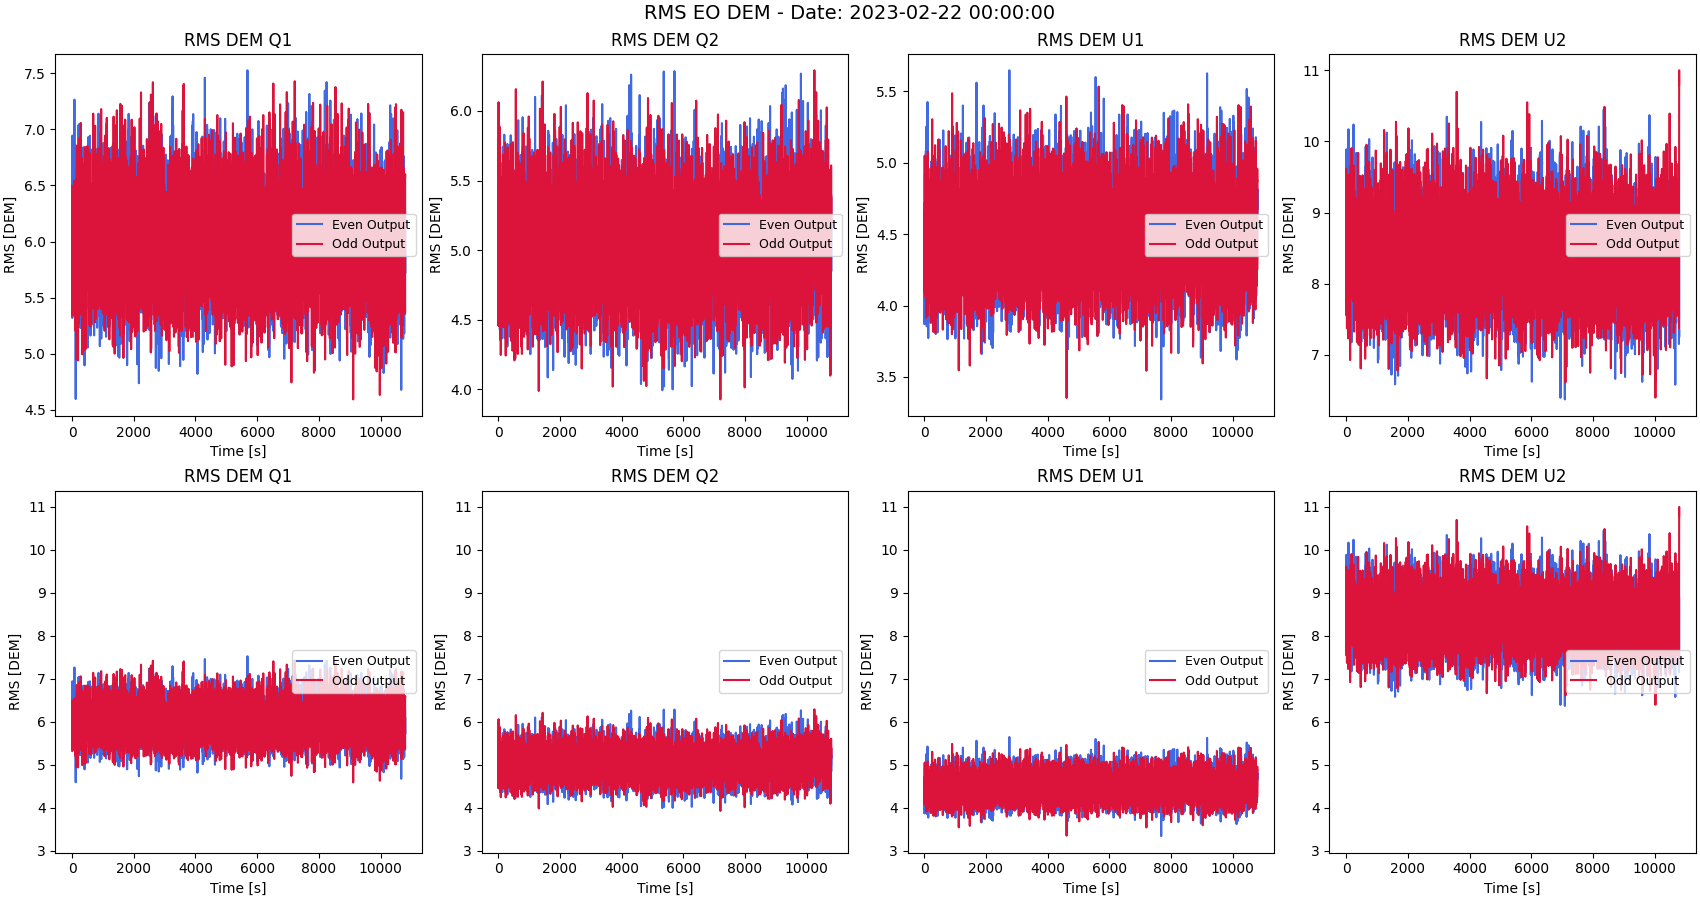 RMS EO DEM - Date: 2023-02-22 00:00:00
RMS DEM Q1
RMS [DEM]
7.5
7.0
6.5
6.0
5.5
5.0
4.5
Even Output
Odd Output
0 2000 4000 6000 8000 10000
Time [s]
RMS DEM Q2
RMS [DEM]
6.0
5.5
5.0
4.5
4.0
Even Output
Odd Output
0 2000 4000 6000 8000 10000
Time [s]
RMS DEM U1
RMS [DEM]
5.5
5.0
4.5
4.0
3.5
Even Output
Odd Output
0 2000 4000 6000 8000 10000
Time [s]
RMS DEM U2
RMS [DEM]
11
10
9
8
7
Even Output
Odd Output
0 2000 4000 6000 8000 10000
Time [s]
RMS DEM Q1
RMS [DEM]
11
10
9
8
7
6
5
4
3
Even Output
Odd Output
0 2000 4000 6000 8000 10000
Time [s]
RMS DEM Q2
RMS [DEM]
11
10
9
8
7
6
5
4
3
Even Output
Odd Output
0 2000 4000 6000 8000 10000
Time [s]
RMS DEM U1
RMS [DEM]
11
10
9
8
7
6
5
4
3
Even Output
Odd Output
0 2000 4000 6000 8000 10000
Time [s]
RMS DEM U2
RMS [DEM]
11
10
9
8
7
6
5
4
3
Even Output
Odd Output
0 2000 4000 6000 8000 10000
Time [s]